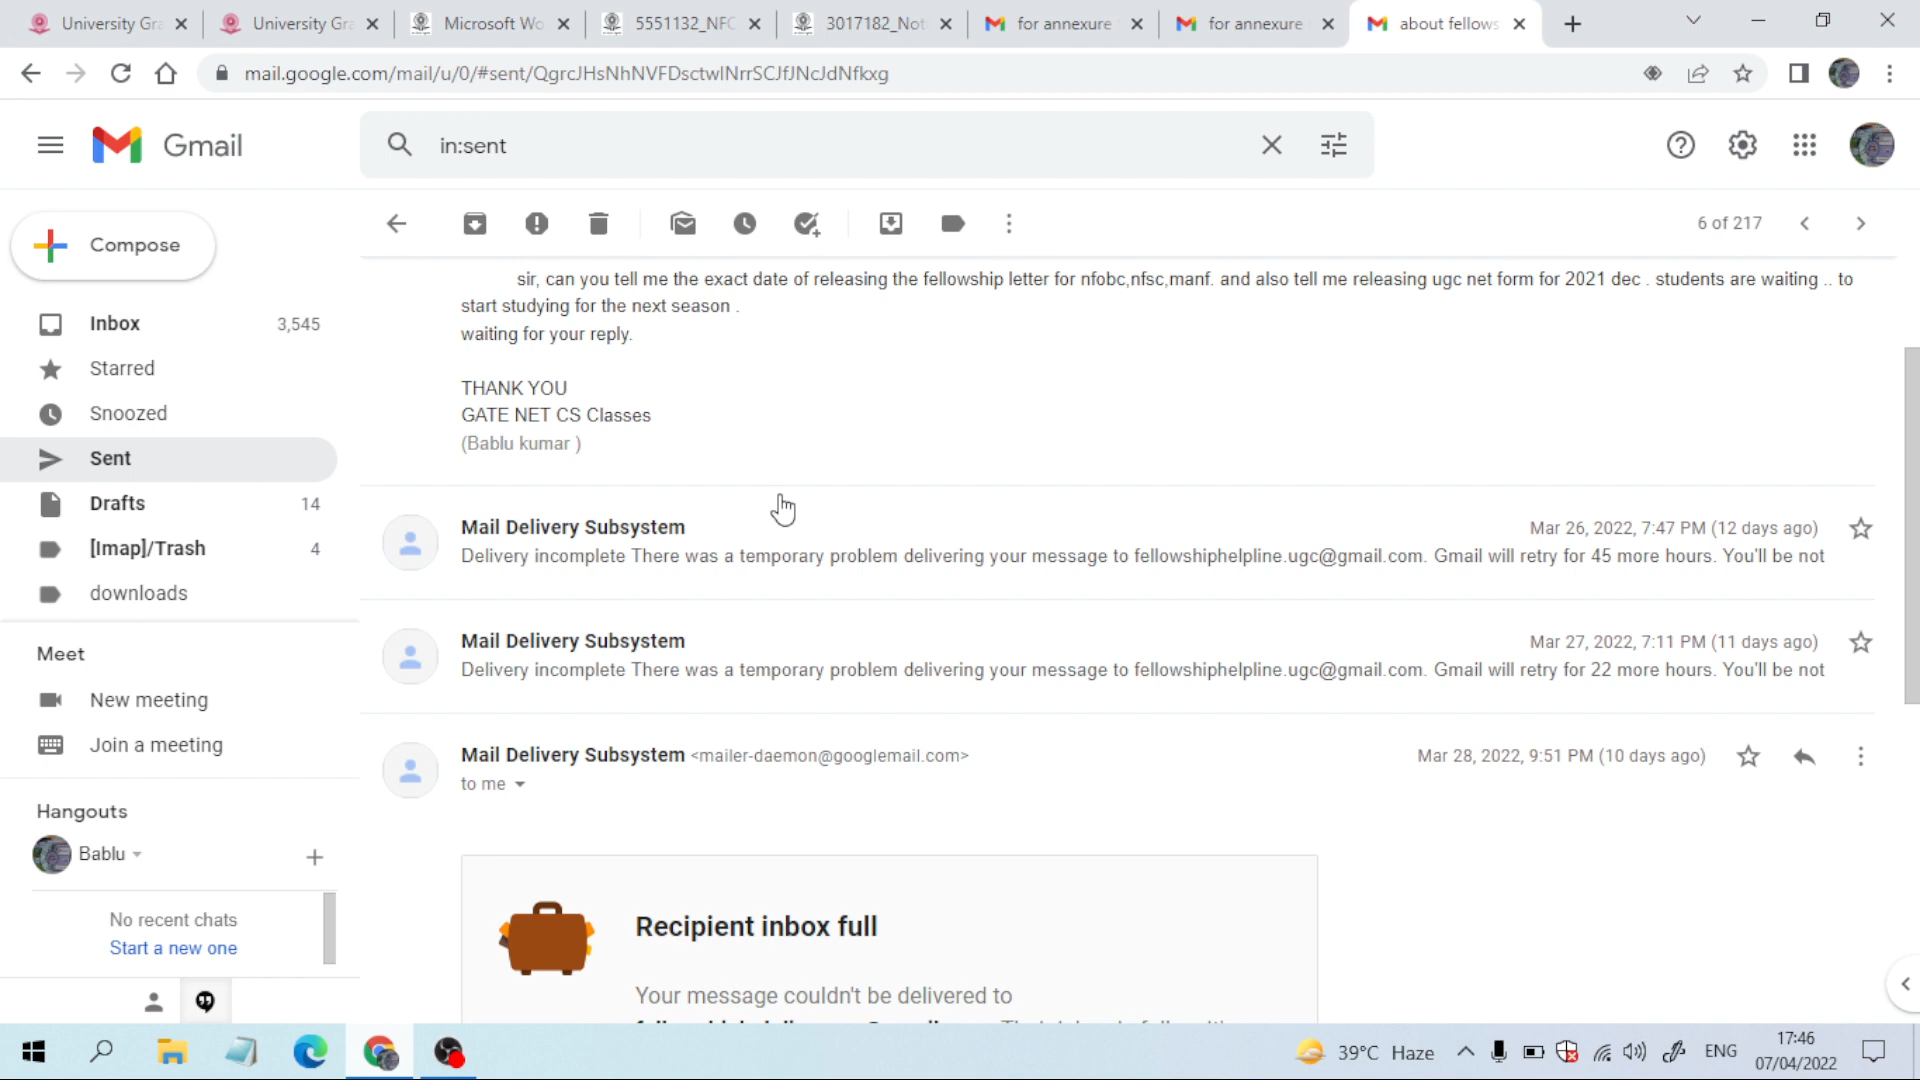 University Gra
University Gra
Microsoft Wo
5551132_NFC
3017182_Not
for annexure
for annexure
about fellows
mail.google.com/mail/u/0/#sent/QgrcJHsNhNVFDsctwlNrrSCJfJNcJdNfkxg
Gmail
in:sent
Compose
6 of 217
sir, can you tell me the exact date of releasing the fellowship letter for nfobc,nfsc,manf. and also tell me releasing ugc net form for 2021 dec . students are waiting .. to
start studying for the next season .
waiting for your reply.
THANK YOU
GATE NET CS Classes
(Bablu kumar )
Inbox 3,545
Starred
Snoozed
Sent
Drafts 14
[Imap]/Trash 4
downloads
Meet
New meeting
Join a meeting
Hangouts
Bablu
No recent chats
Start a new one
Mail Delivery Subsystem Mar 26, 2022, 7:47 PM (12 days ago)
Delivery incomplete There was a temporary problem delivering your message to fellowshiphelpline.ugc@gmail.com. Gmail will retry for 45 more hours. You'll be not
Mail Delivery Subsystem Mar 27, 2022, 7:11 PM (11 days ago)
Delivery incomplete There was a temporary problem delivering your message to fellowshiphelpline.ugc@gmail.com. Gmail will retry for 22 more hours. You'll be not
Mail Delivery Subsystem <mailer-daemon@googlemail.com> Mar 28, 2022, 9:51 PM (10 days ago)
to me
Recipient inbox full
Your message couldn't be delivered to
39°C Haze
ENG
17:46
07/04/2022